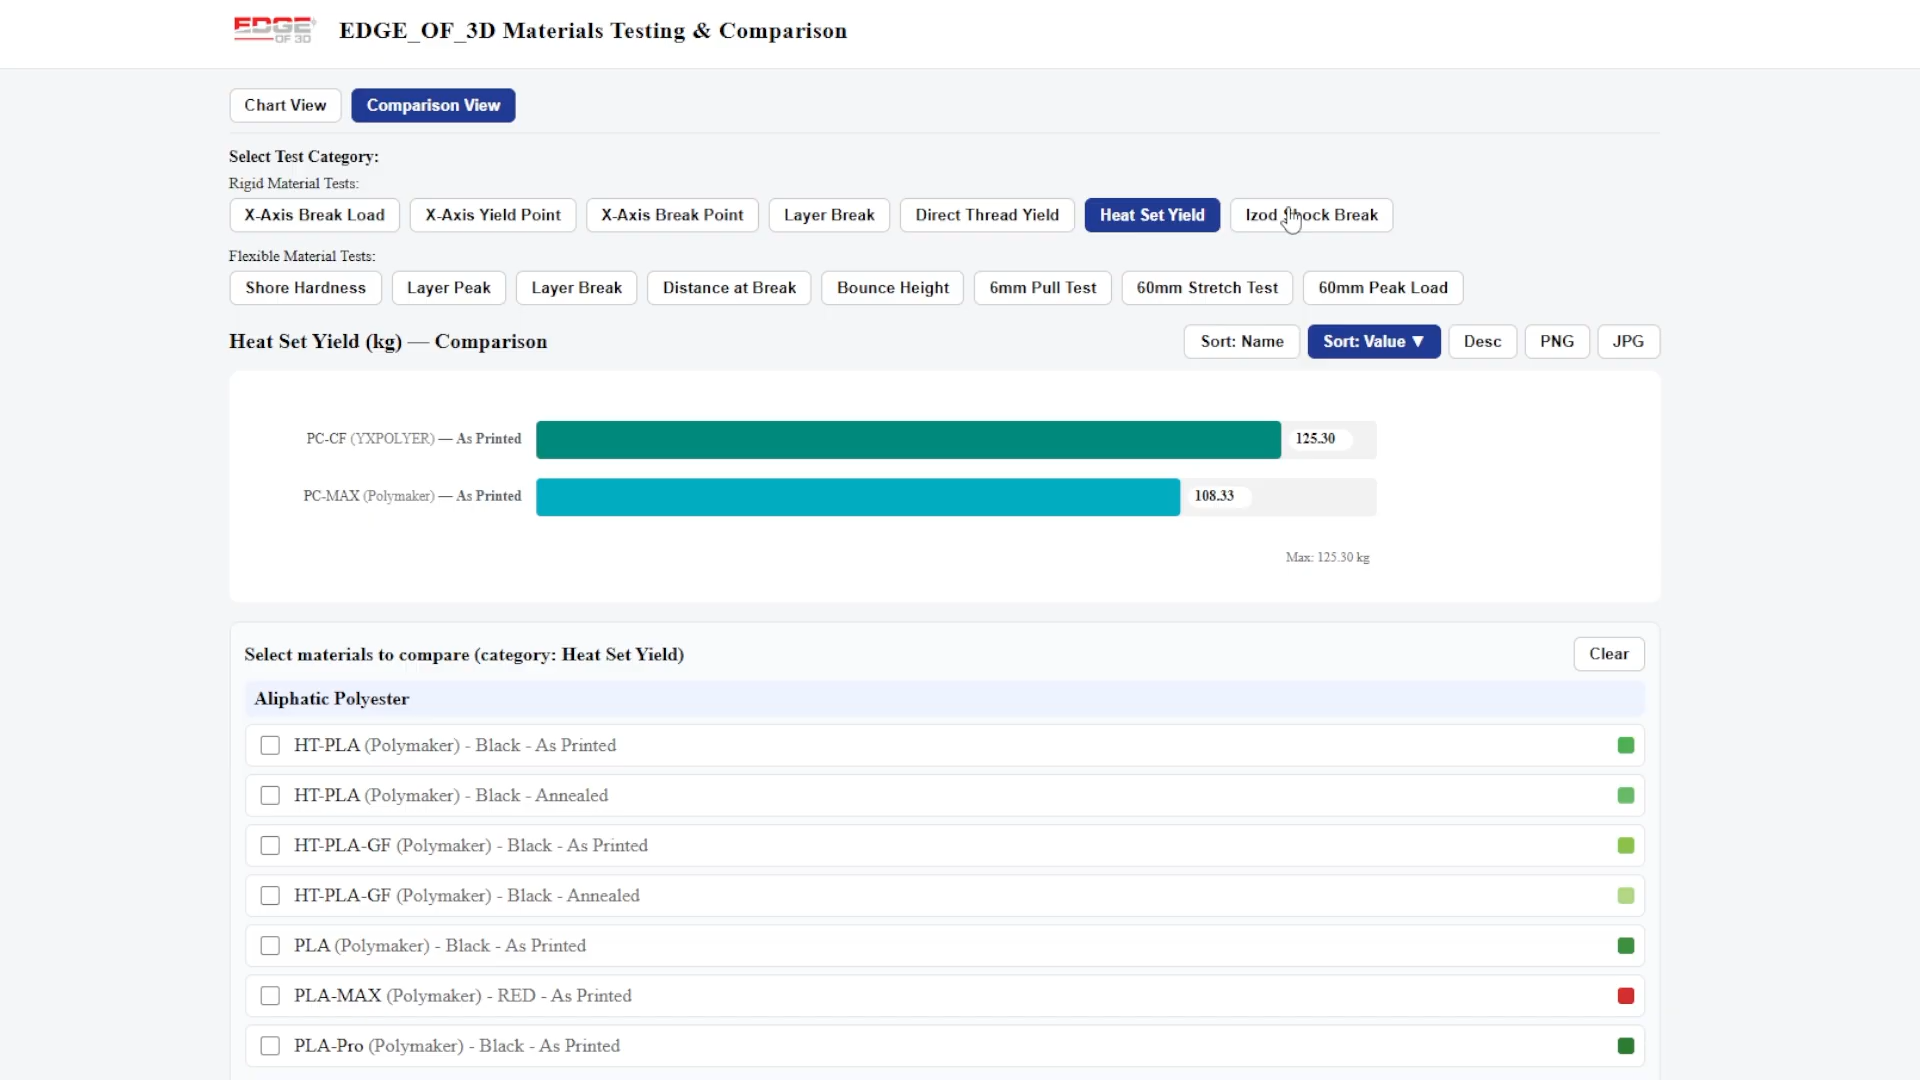 EDGE OF 3D
EDGE_OF_3D Materials Testing & Comparison
Chart View
Comparison View
Select Test Category:
Rigid Material Tests:
X-Axis Break Load
X-Axis Yield Point
X-Axis Break Point
Layer Break
Direct Thread Yield
Heat Set Yield
Izod Shock Break
Flexible Material Tests:
Shore Hardness
Layer Peak
Layer Break
Distance at Break
Bounce Height
6mm Pull Test
60mm Stretch Test
60mm Peak Load
Heat Set Yield (kg) — Comparison
Sort: Name
Sort: Value ▼
Desc
PNG
JPG
PC-CF (YXPOLYER) — As Printed
125.30
PC-MAX (Polymaker) — As Printed
108.33
Max: 125.30 kg
Select materials to compare (category: Heat Set Yield)
Clear
Aliphatic Polyester
HT-PLA (Polymaker) - Black - As Printed
HT-PLA (Polymaker) - Black - Annealed
HT-PLA-GF (Polymaker) - Black - As Printed
HT-PLA-GF (Polymaker) - Black - Annealed
PLA (Polymaker) - Black - As Printed
PLA-MAX (Polymaker) - RED - As Printed
PLA-Pro (Polymaker) - Black - As Printed